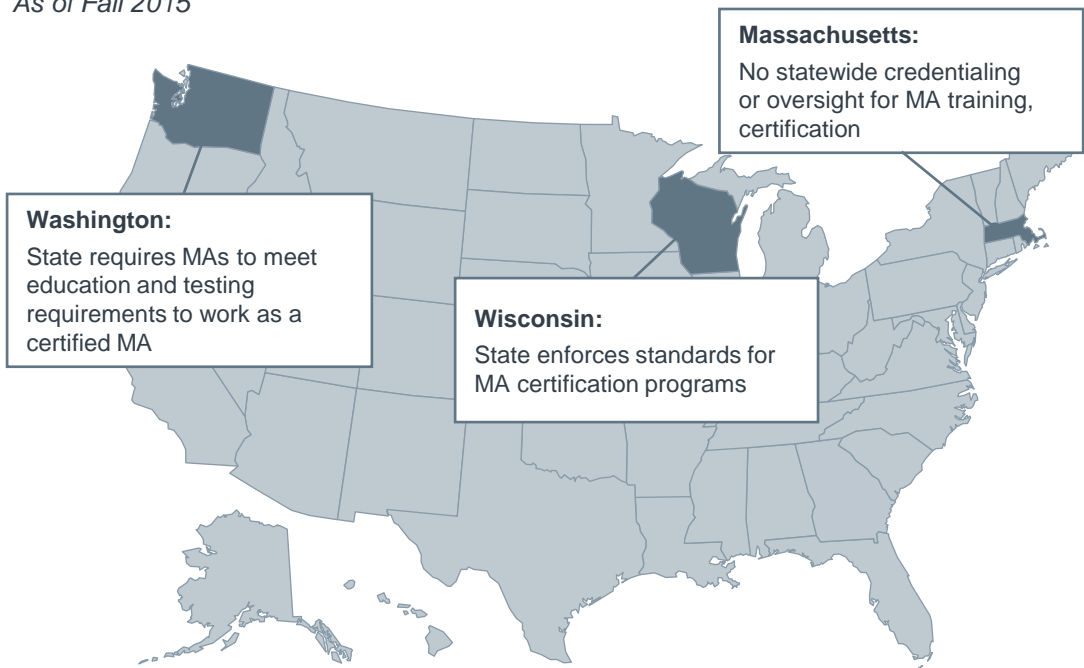 As of Fall 2015
Massachusetts:
No statewide credentialing
or oversight for MA training,
certification
Washington:
State requires MAs to meet
education and testing
requirements to work as a
certified MA
Wisconsin:
State enforces standards for
MA certification programs